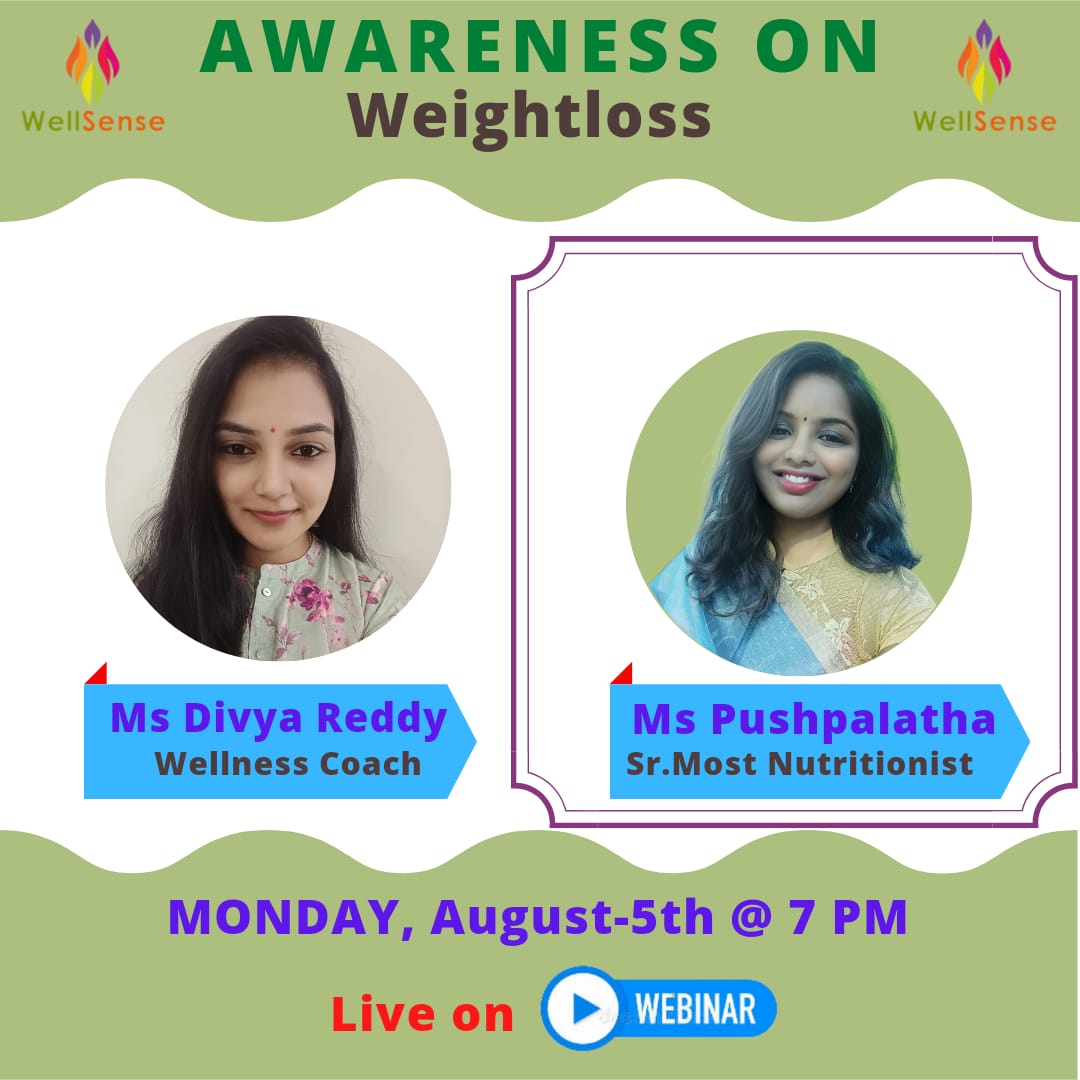 AWARENESS ON
Weightloss
WellSense
WellSense
Ms Divya Reddy
Wellness Coach
Ms Pushpalatha
Sr.Most Nutritionist
MONDAY, August-5th @ 7 PM
Live on
WEBINAR